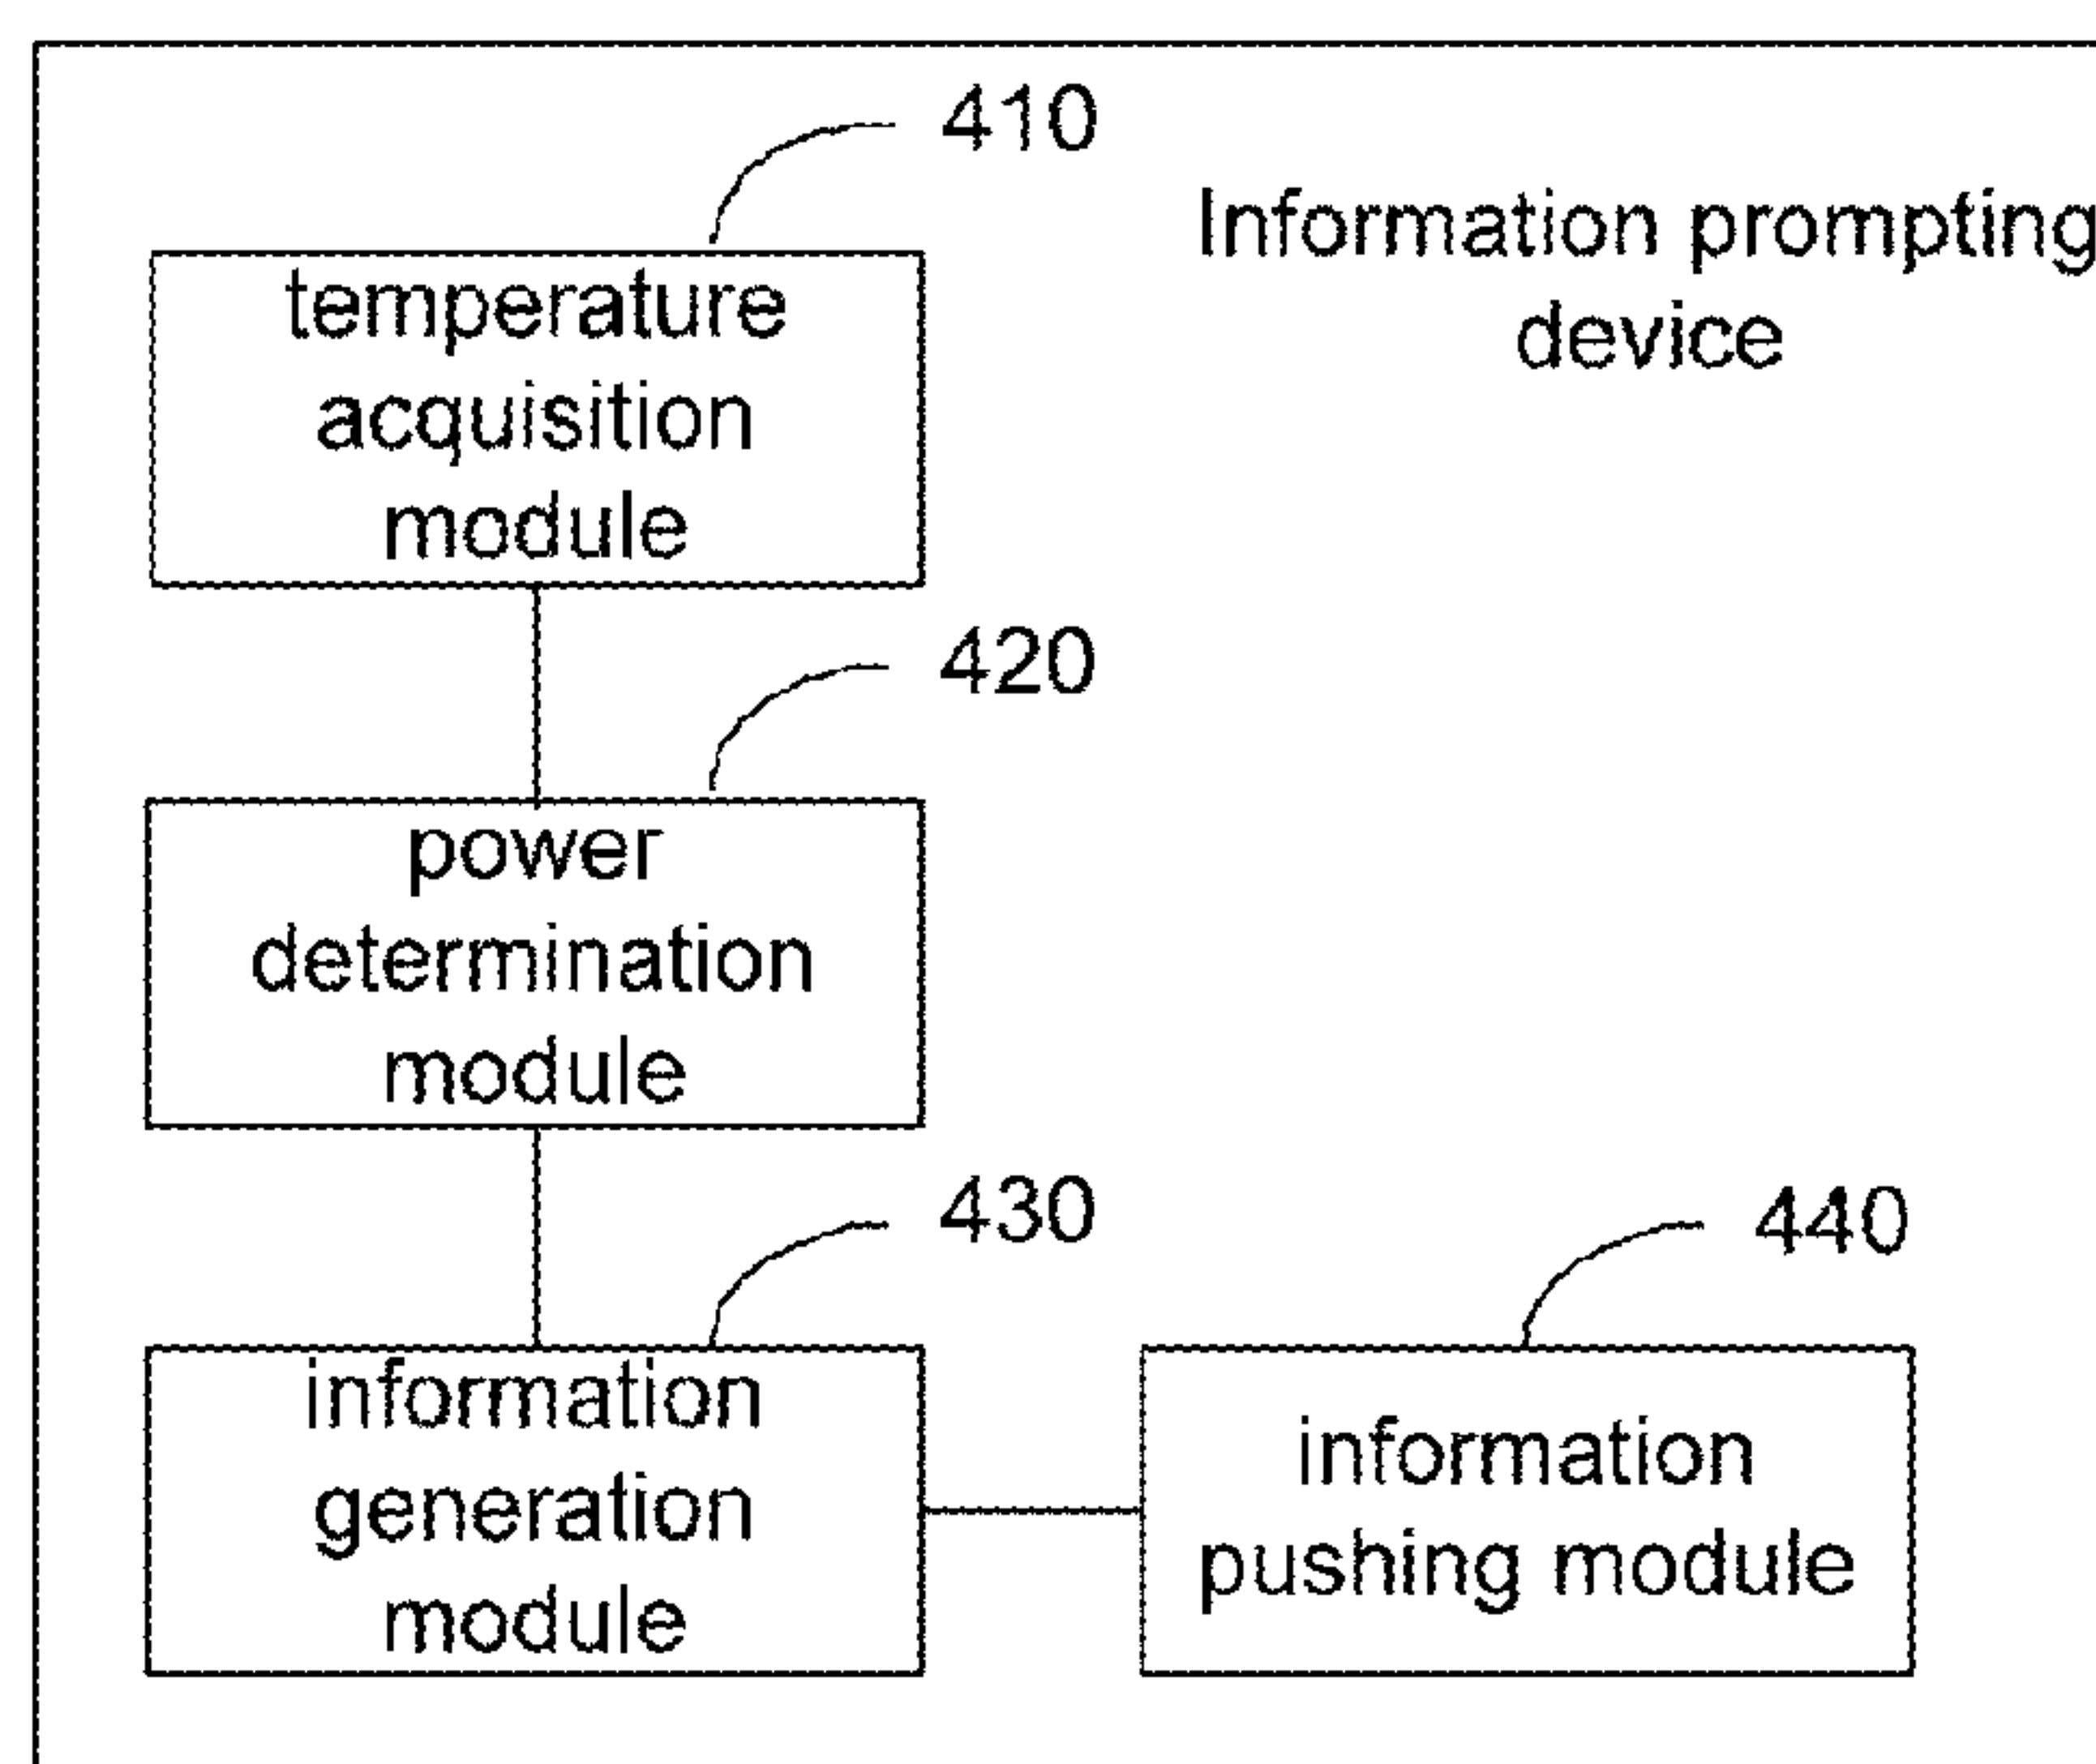 410
Information prompting
device
temperature
acquisition
module
420
power
determination
module
430
440
information
generation
module
information
pushing module